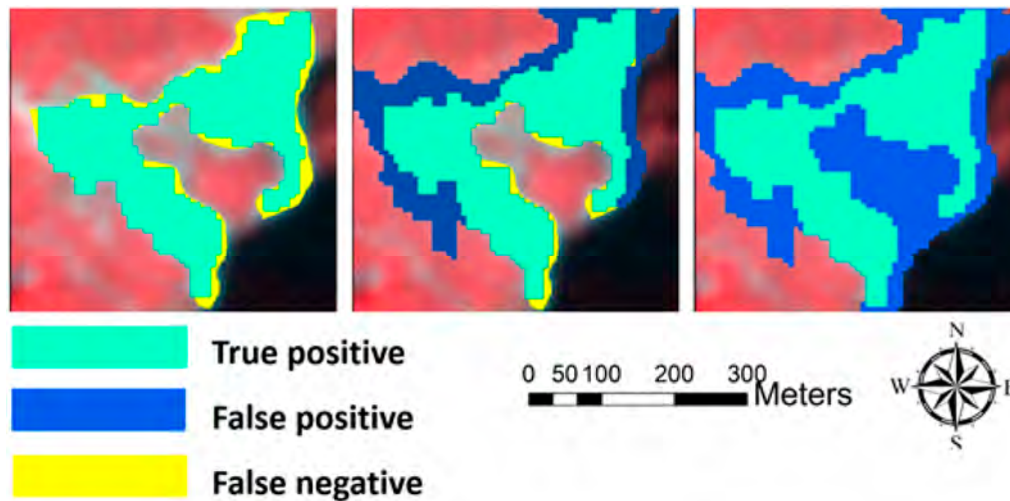 True positive
False positive
False negative
0 50 100 200 300
Meters
N
W
E
S